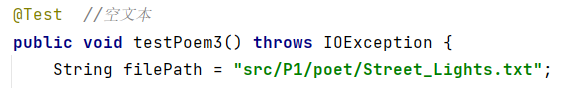 @Test  //空文本
public void testPoem3() throws IOException {
    String filePath = "src/P1/poet/Street_Lights.txt";